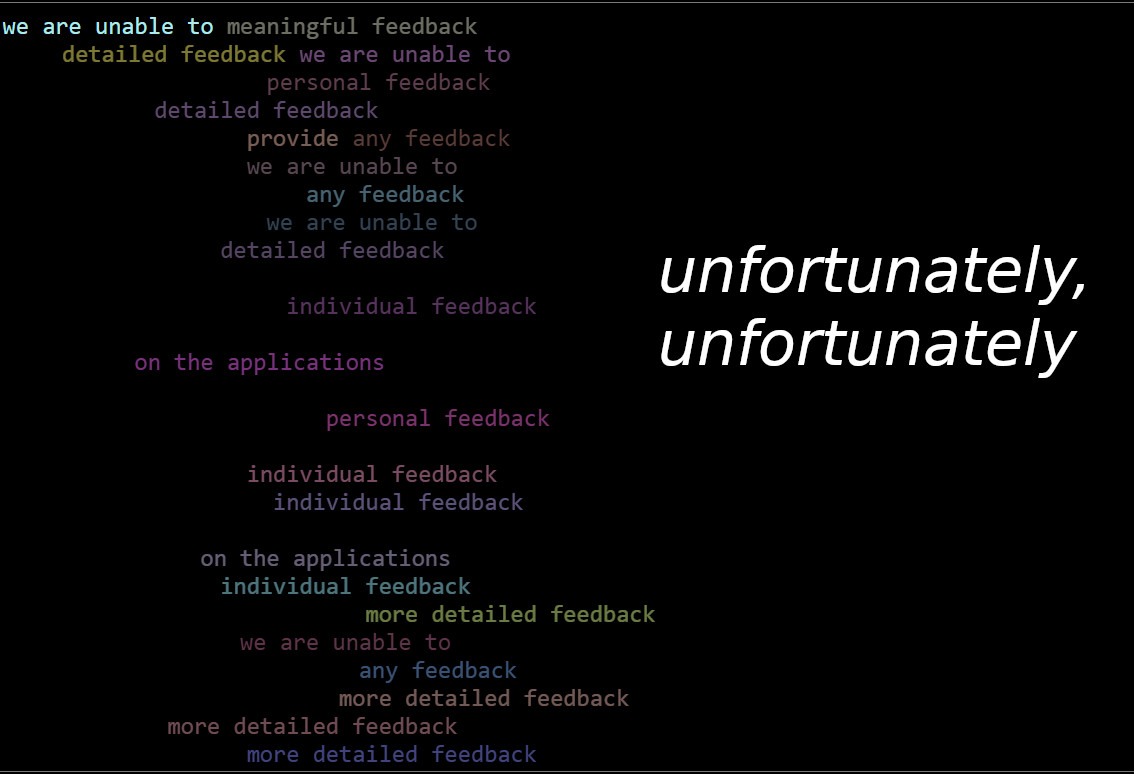 we are unable to meaningful feedback
detailed feedback we are unable to
personal feedback
detailed feedback
provide any feedback
we are unable to
any feedback
we are unable to
detailed feedback
individual feedback
on the applications
personal feedback
individual feedback
individual feedback
on the applications
individual feedback
more detailed feedback
we are unable to
any feedback
more detailed feedback
more detailed feedback
more detailed feedback
unfortunately,
unfortunately